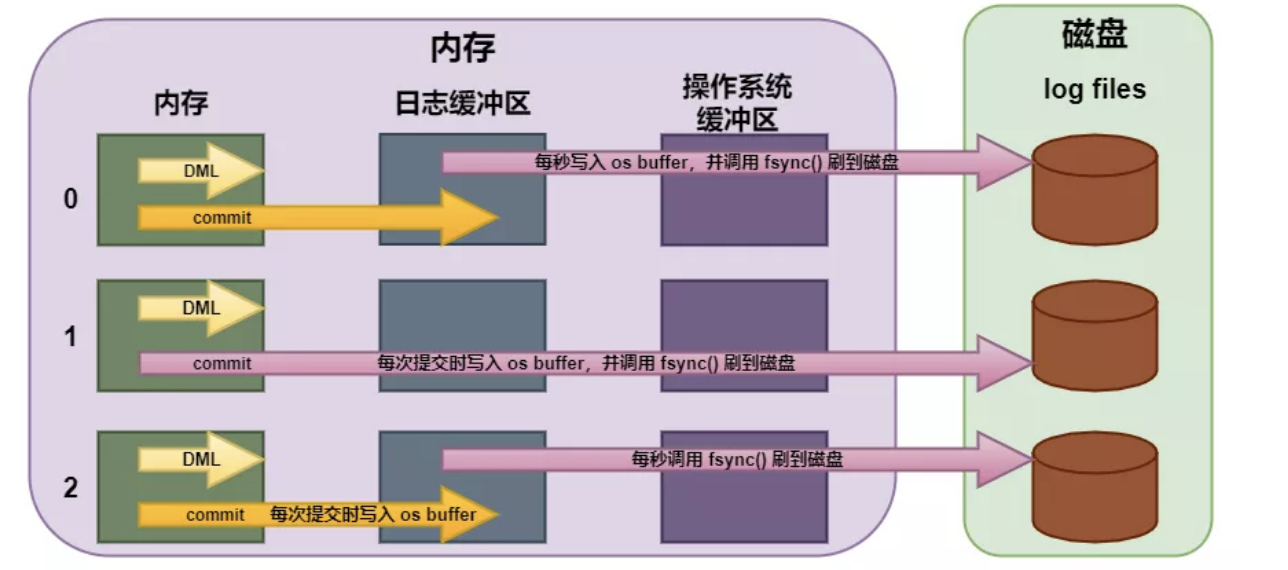 内存
磁盘
内存
日志缓冲区
操作系统
缓冲区
log files
0
DML
commit
每秒写入 os buffer，并调用 fsync() 刷到磁盘
1
DML
commit
每次提交时写入 os buffer，并调用 fsync() 刷到磁盘
2
DML
每秒调用 fsync() 刷到磁盘
commit
每次提交时写入 os buffer